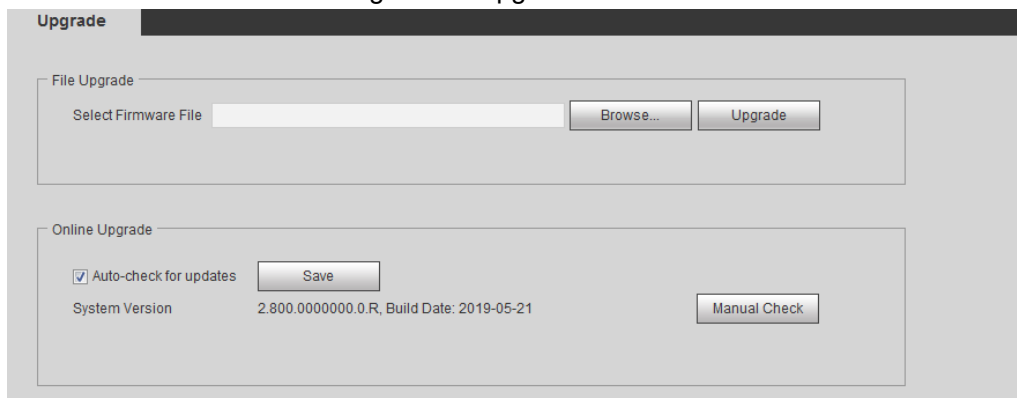 Upgrade
File Upgrade
Select Firmware File Browse... Upgrade
Online Upgrade
Auto-check for updates Save
System Version 2.800.0000000.0.R, Build Date: 2019-05-21 Manual Check